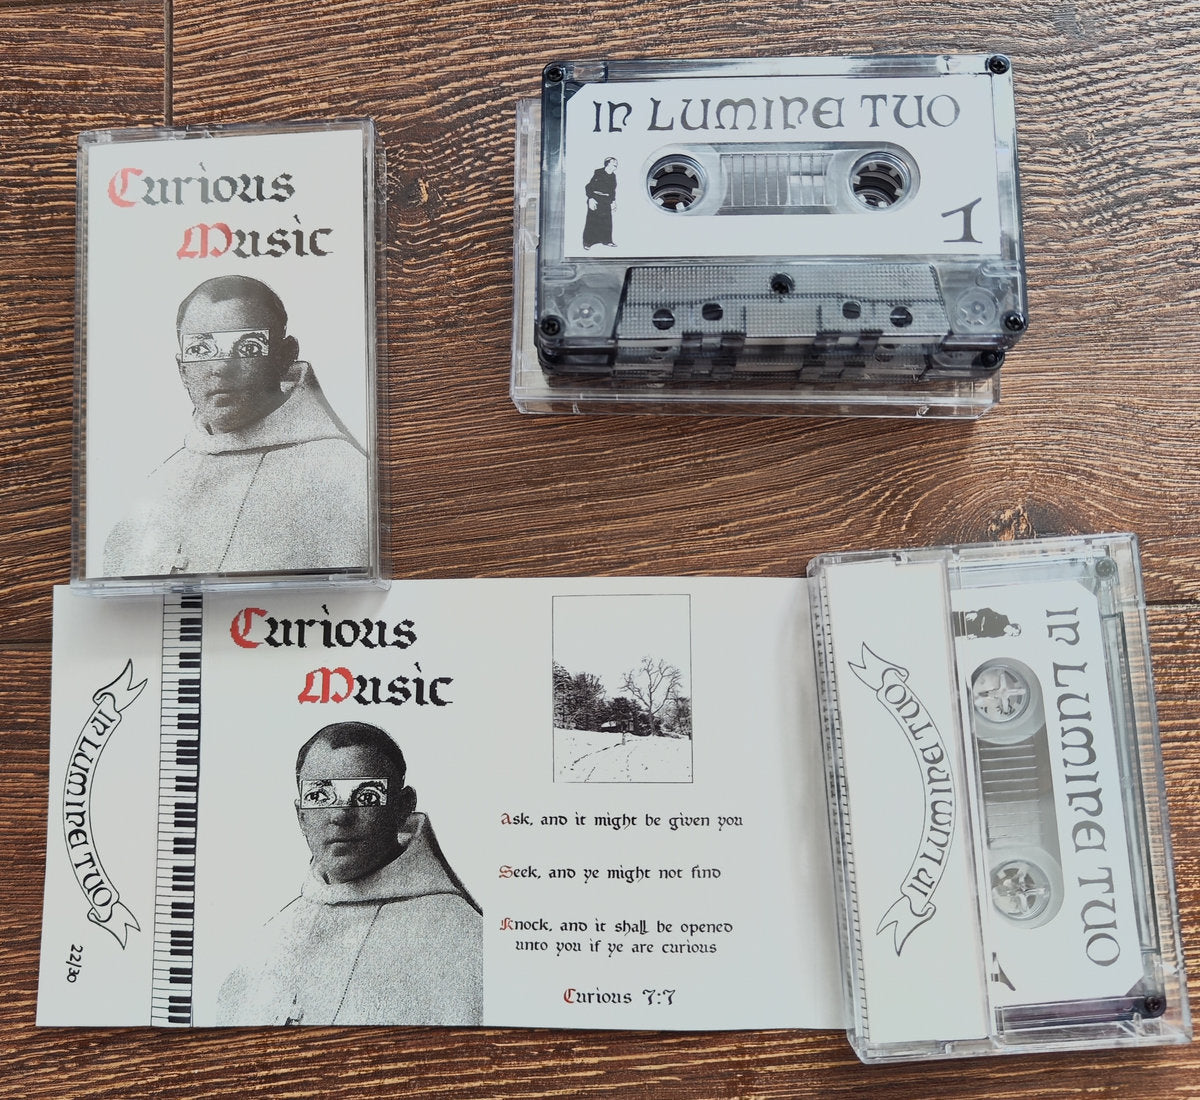 Curious
Music
IN LUMINE TUO
1
IN LUMINE TUO
22/30
Curious
Music
Ask, and it might be given you
Seek, and ye might not find
Knock, and it shall be opened
unto you if ye are curious
Curious 7:7
IN LUMINE TUO
IN LUMINE TUO
1